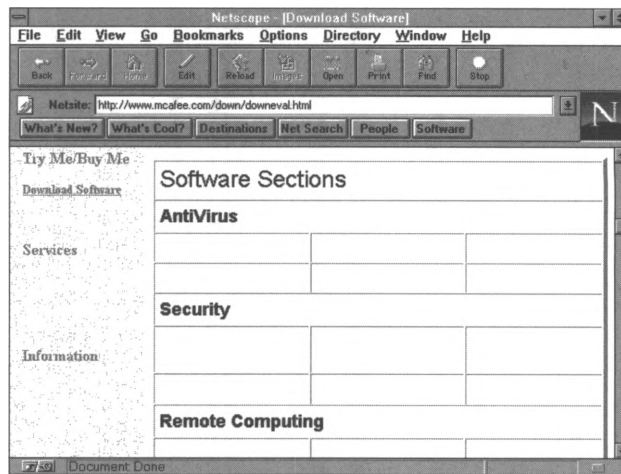 Netscape - [Download Software]
File Edit View Go Bookmarks Options Directory Window Help
Back Forward Home Edit Reload Images Open Print Find Stop
Netsite: http://www.mcafee.com/down/downeval.html
N
What's New? What's Cool? Destinations Net Search People Software
Try Me/Buy Me
Download Software
Services
Information
Software Sections
AntiVirus
Security
Remote Computing
Document Done